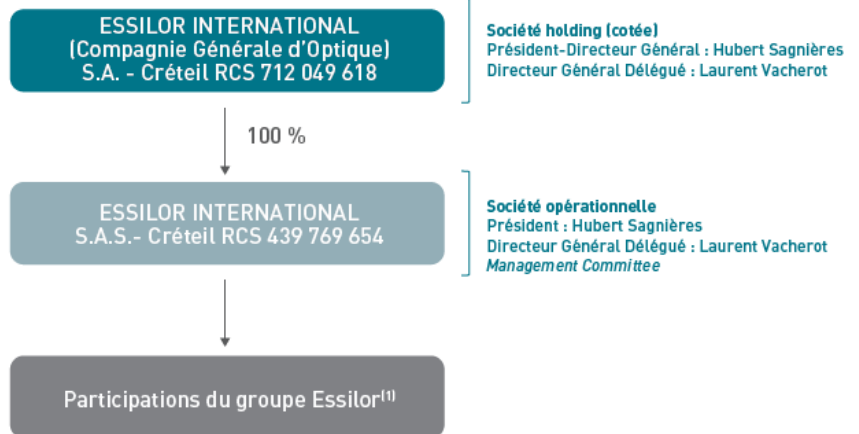 ESSILOR INTERNATIONAL
(Compagnie Générale d'Optique)
S.A. - Créteil RCS 712 049 618
Société holding (cotée)
Président-Directeur Général : Hubert Sagnières
Directeur Général Délégué : Laurent Vacherot
100 %
ESSILOR INTERNATIONAL
S.A.S.- Créteil RCS 439 769 654
Société opérationnelle
Président : Hubert Sagnières
Directeur Général Délégué : Laurent Vacherot
Management Committee
Participations du groupe Essilor(1)